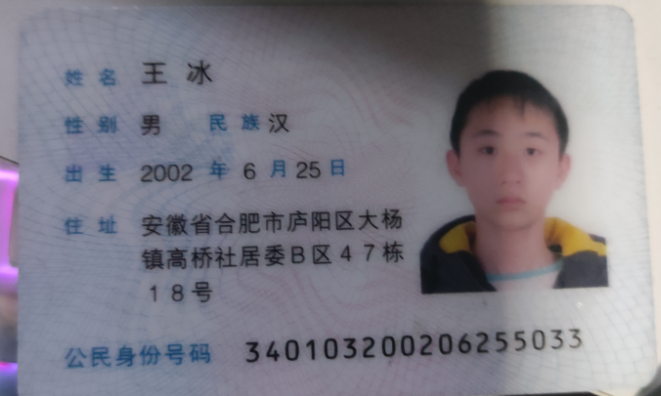 姓名 王冰
性别 男 民族 汉
出生 2002 年 6 月 25 日
住址 安徽省合肥市庐阳区大杨
镇高桥社居委B区47栋
18号
公民身份号码 340103200206255033